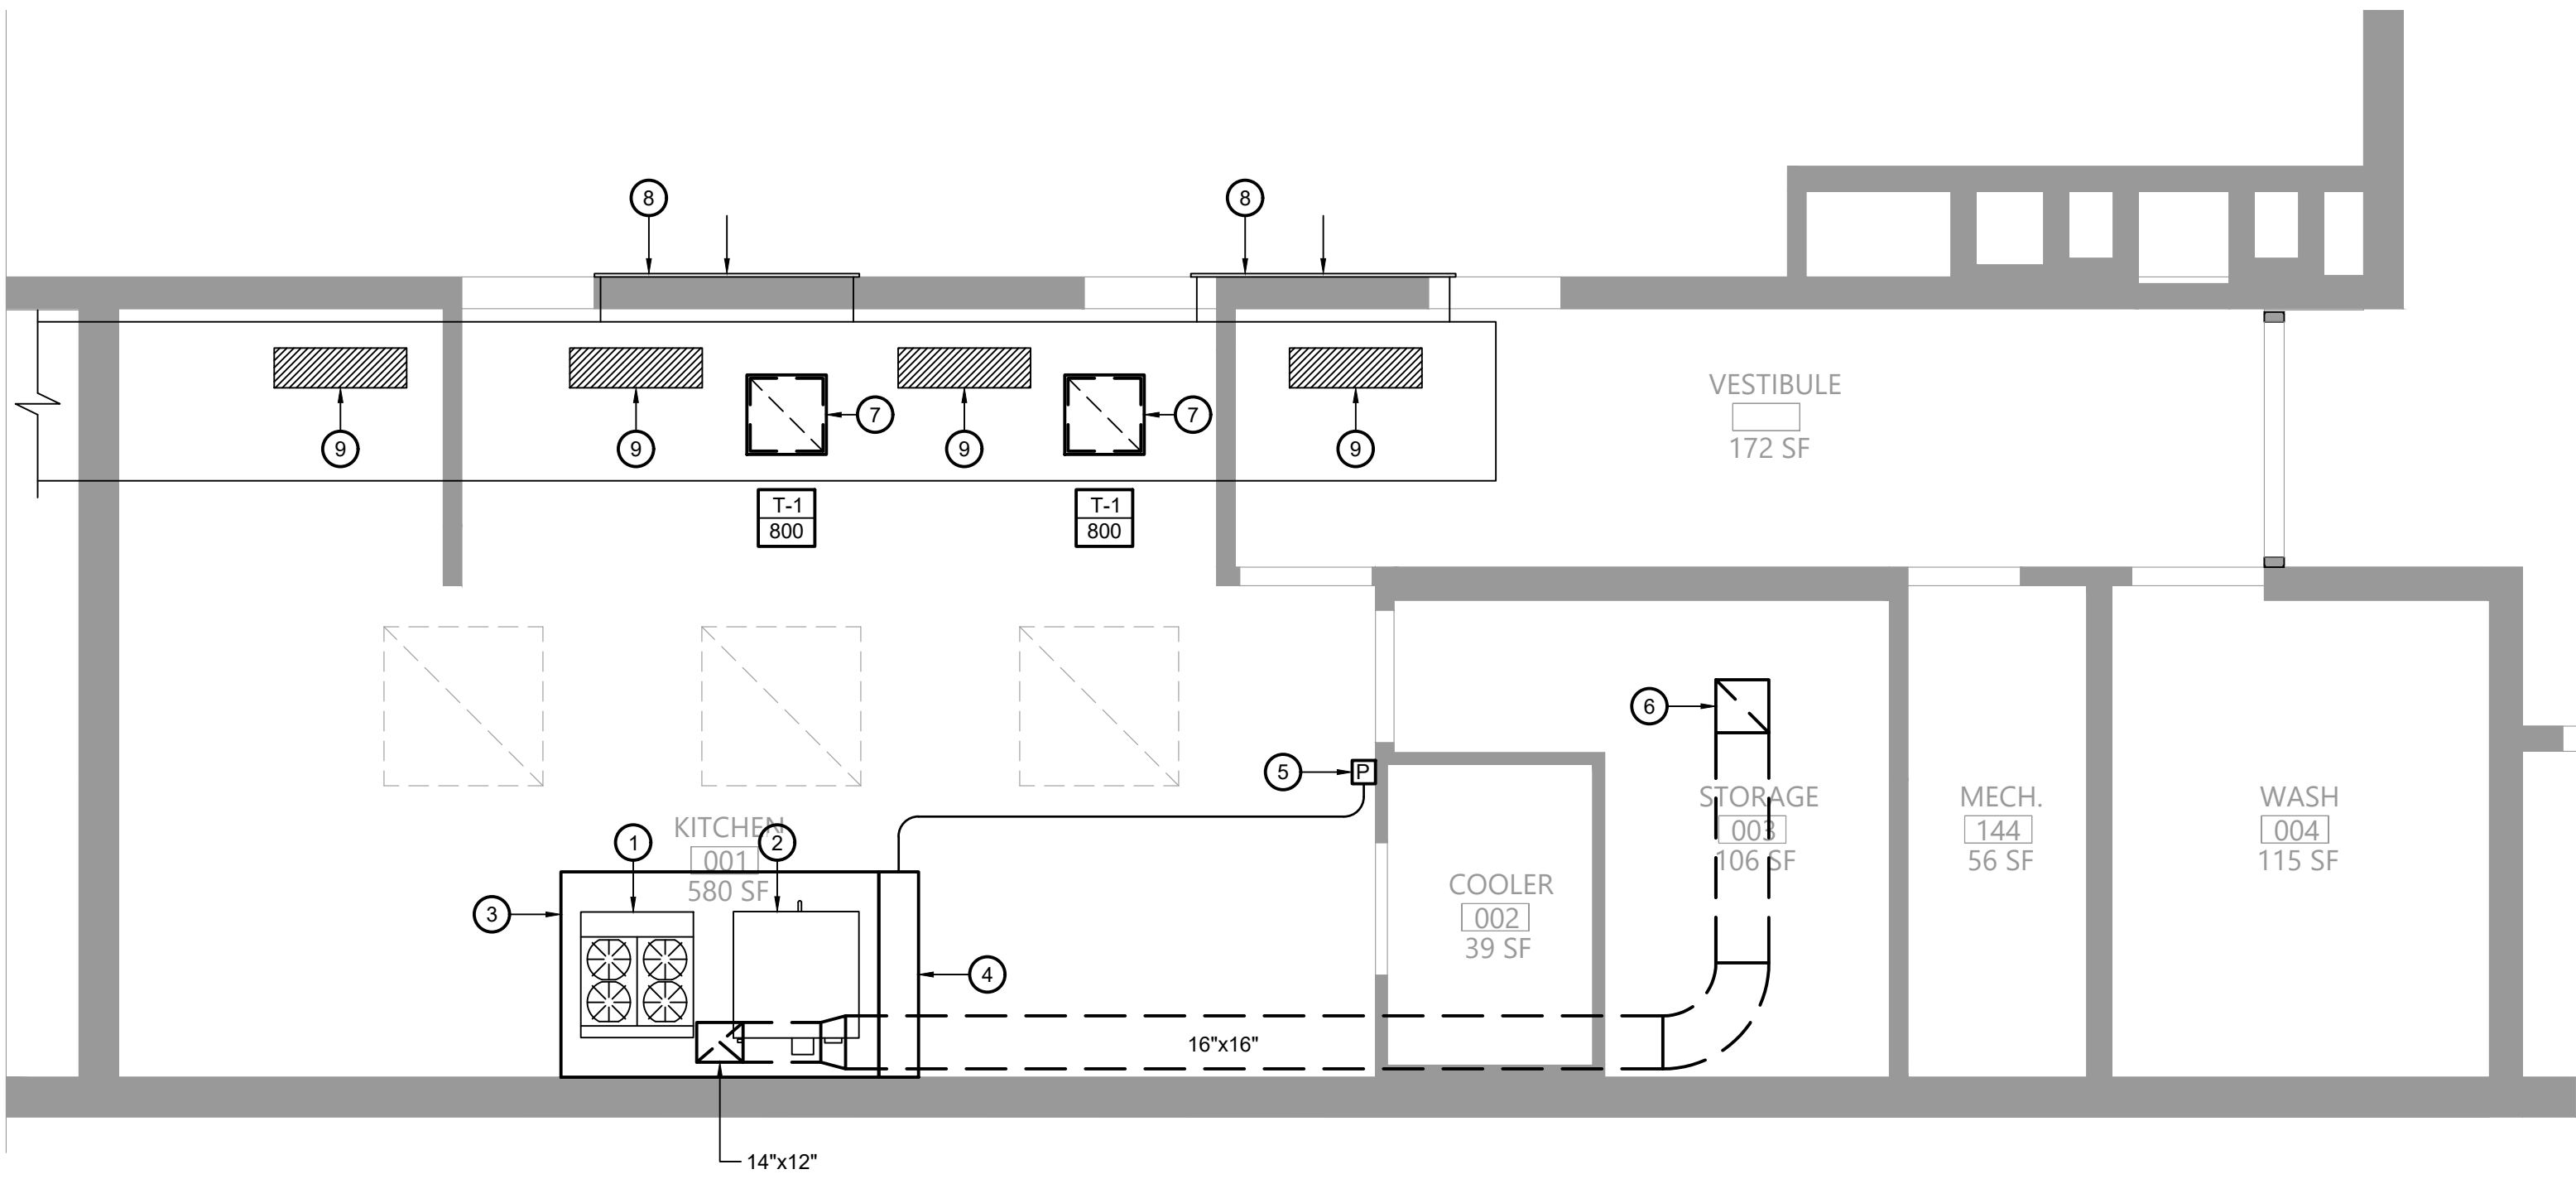 8
8
VESTIBULE
172 SF
7
7
9
9
9
9
T-1
800
T-1
800
6
5
P
KITCHEN
001
580 SF
1
2
3
4
STORAGE
003
106 SF
MECH.
144
56 SF
WASH
004
115 SF
COOLER
002
39 SF
16"x16"
14"x12"